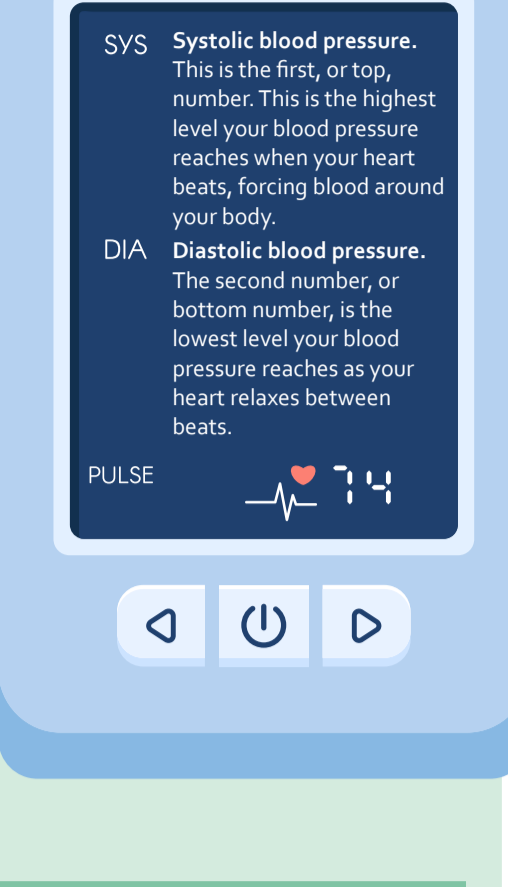 SYS Systolic blood pressure.
This is the first, or top,
number. This is the highest
level your blood pressure
reaches when your heart
beats, forcing blood around
your body.
DIA Diastolic blood pressure.
The second number, or
bottom number, is the
lowest level your blood
pressure reaches as your
heart relaxes between
beats.
PULSE 74